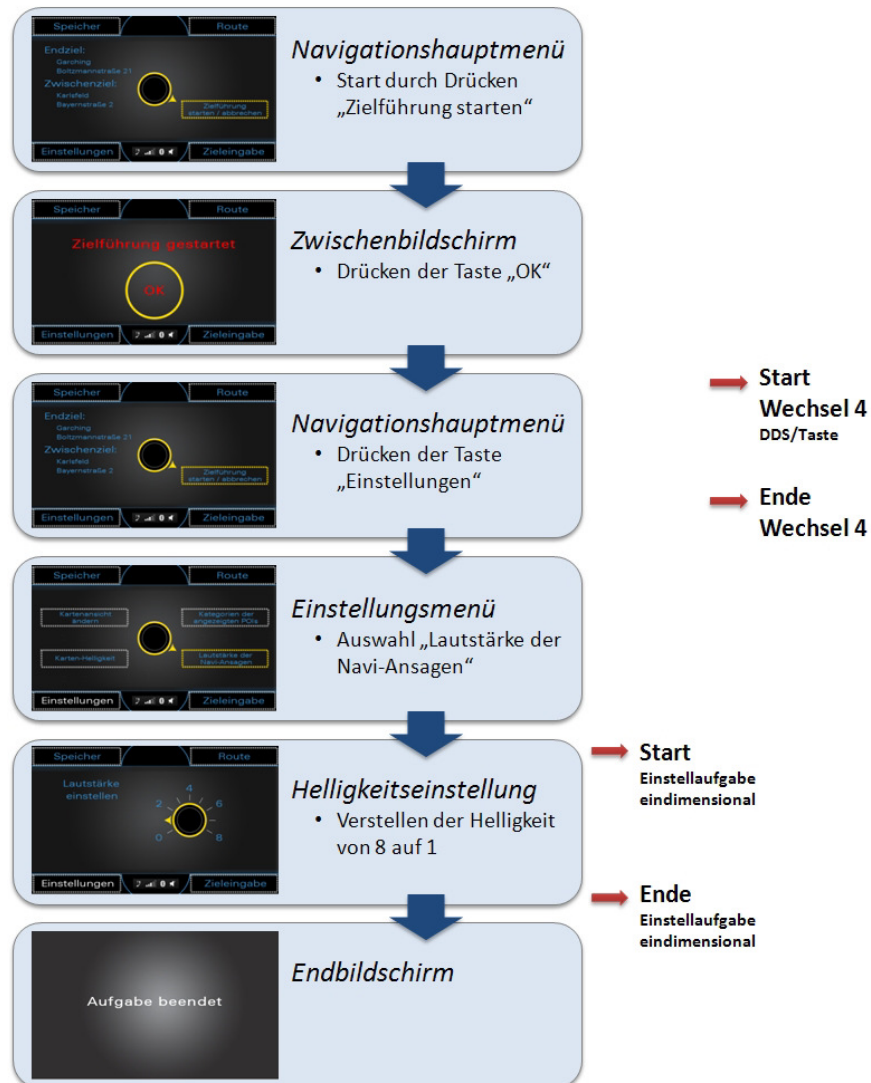 Speicher
Route
Endziel:
Garching
Boltzmannstraße 21
Zwischenziel:
Karlsfeld
Bayernstraße 2
Zielführung
starten / abbrechen
Einstellungen
Zieleingabe
Navigationshauptmenü
• Start durch Drücken
„Zielführung starten“
Speicher
Route
Zielführung gestartet
OK
Einstellungen
Zieleingabe
Zwischenbildschirm
• Drücken der Taste „OK“
Speicher
Route
Endziel:
Garching
Boltzmannstraße 21
Zwischenziel:
Karlsfeld
Bayernstraße 2
Zielführung
starten / abbrechen
Einstellungen
Zieleingabe
Navigationshauptmenü
• Drücken der Taste
„Einstellungen“
Start
Wechsel 4
DDS/Taste
Ende
Wechsel 4
Speicher
Route
Kartenansicht
ändern
Kategorien der
angezeigten POIs
Karten-Helligkeit
Lautstärke der
Navi-Ansagen
Einstellungen
Zieleingabe
Einstellungsmenü
• Auswahl „Lautstärke der
Navi-Ansagen“
Speicher
Route
Lautstärke
einstellen
0
2
4
6
8
Einstellungen
Zieleingabe
Helligkeitseinstellung
• Verstellen der Helligkeit
von 8 auf 1
Start
Einstellaufgabe
eindimensional
Ende
Einstellaufgabe
eindimensional
Aufgabe beendet
Endbildschirm